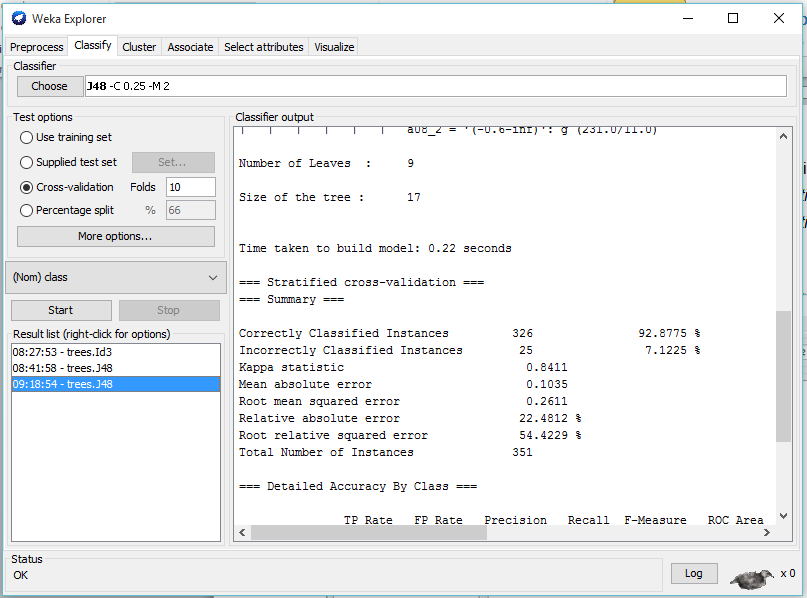 Weka Explorer
Preprocess Classify Cluster Associate Select attributes Visualize
Classifier
Choose J48 -C 0.25 -M 2
Test options
Use training set
Supplied test set Set...
Cross-validation Folds 10
Percentage split % 66
More options...
(Nom) class
Start Stop
Result list (right-click for options)
08:27:53 - trees.Id3
08:41:58 - trees.J48
09:18:54 - trees.J48
Classifier output
| | | | | | a08_2 = '(-0.6-inf)': g (231.0/11.0)
Number of Leaves : 9
Size of the tree : 17
Time taken to build model: 0.22 seconds
=== Stratified cross-validation ===
=== Summary ===
Correctly Classified Instances 326 92.8775 %
Incorrectly Classified Instances 25 7.1225 %
Kappa statistic 0.8411
Mean absolute error 0.1035
Root mean squared error 0.2611
Relative absolute error 22.4812 %
Root relative squared error 54.4229 %
Total Number of Instances 351
=== Detailed Accuracy By Class ===
TP Rate FP Rate Precision Recall F-Measure ROC Area
Status
OK
Log x 0